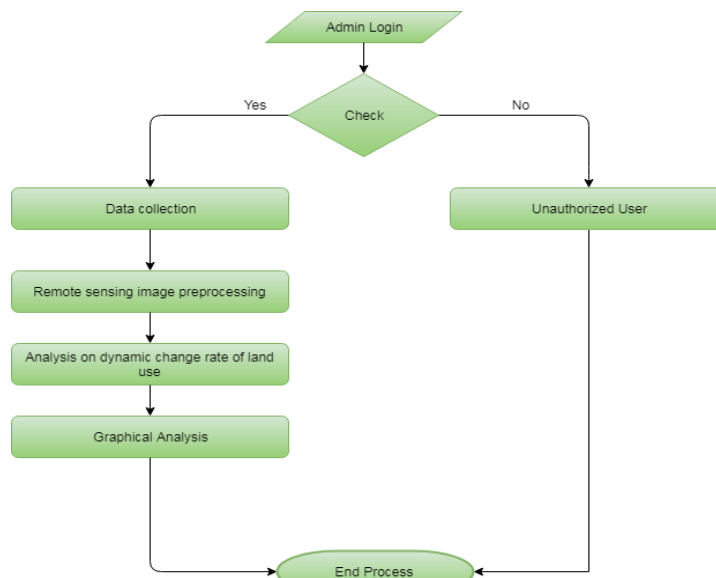 Admin Login
Check
Yes
No
Data collection
Unauthorized User
Remote sensing image preprocessing
Analysis on dynamic change rate of land
use
Graphical Analysis
End Process